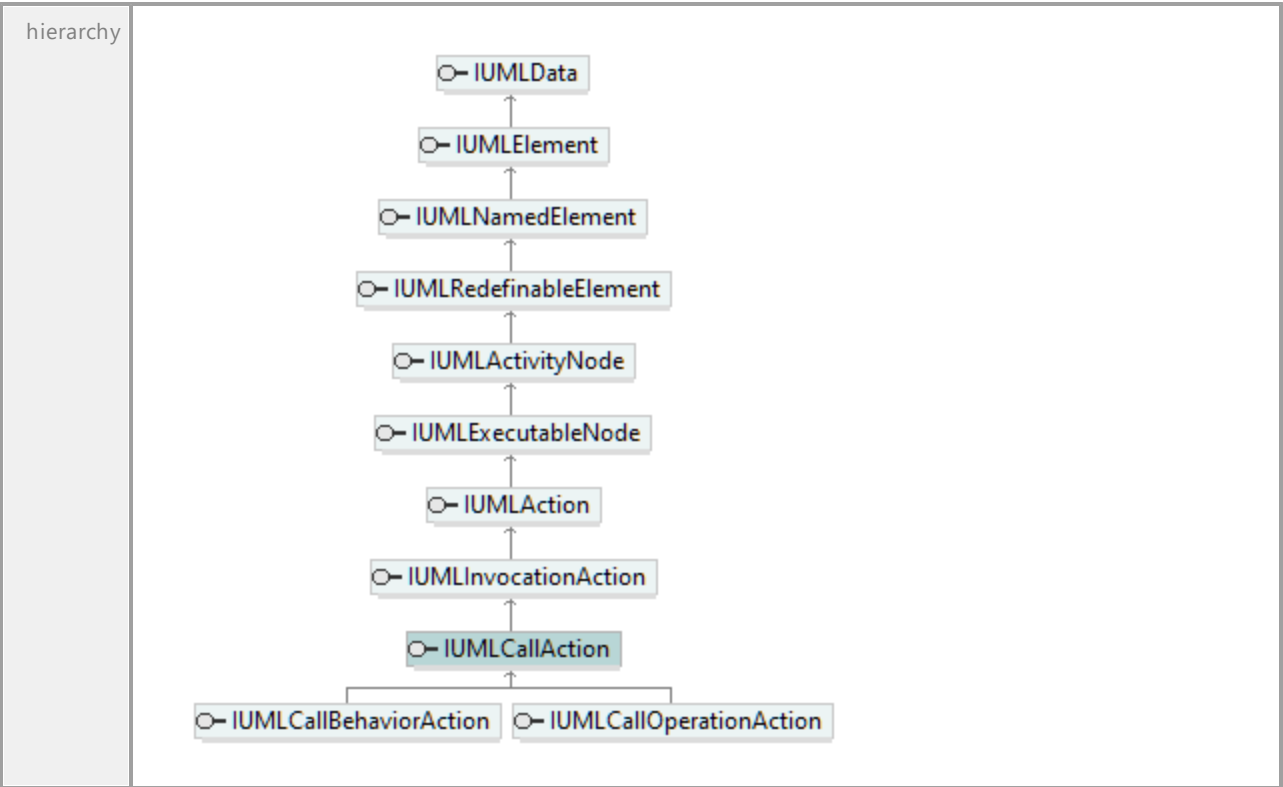 hierarchy
IUMLData
IUMLElement
IUMLNamedElement
IUMLRedefinableElement
IUMLActivityNode
IUMLExecutableNode
IUMLAction
IUMLInvocationAction
IUMLCallAction
IUMLCallBehaviorAction IUMLCallOperationAction